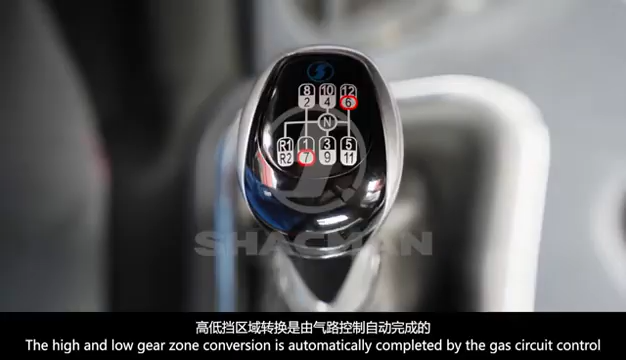 8 10 12
2 4 6
N
R1 1 3 5
R2 7 9 11
SHACMAN
高低挡区域转换是由气路控制自动完成的
The high and low gear zone conversion is automatically completed by the gas circuit control